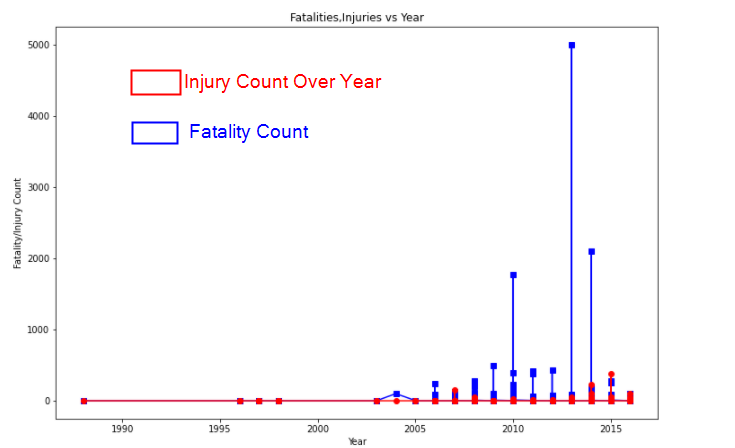 Fatalities,Injuries vs Year
5000
Injury Count Over Year
4000
Fatality Count
3000
Fatality/Injury Count
2000
1000
0
1990 1995 2000 2005 2010 2015
Year